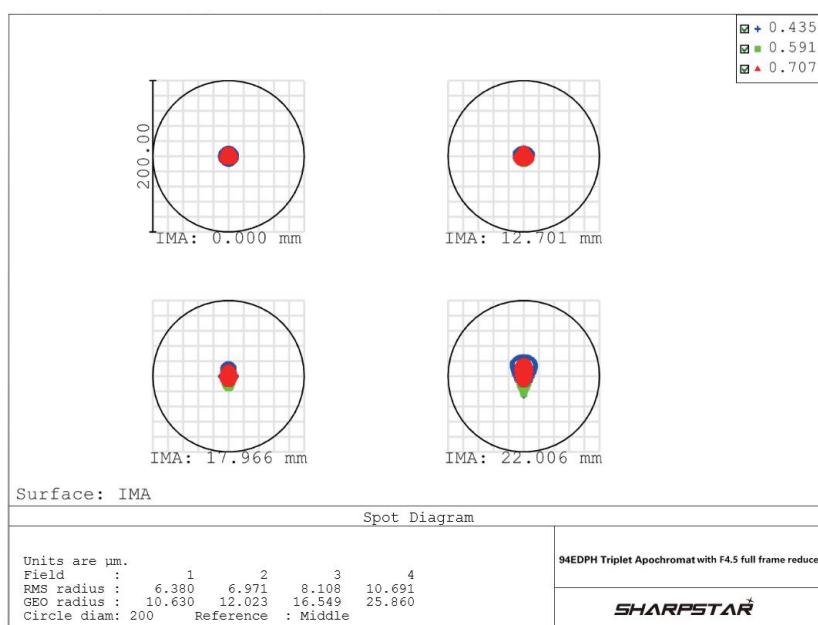 + 0.435
■ 0.591
▲ 0.707
200.00
IMA: 0.000 mm
IMA: 12.701 mm
IMA: 17.966 mm
IMA: 22.006 mm
Surface: IMA
Spot Diagram
Units are µm.
Field : 1 2 3 4
RMS radius : 6.380 6.971 8.108 10.691
GEO radius : 10.630 12.023 16.549 25.860
Circle diam: 200 Reference : Middle
94EDPH Triplet Apochromat with F4.5 full frame reduce
SHARPSTAR